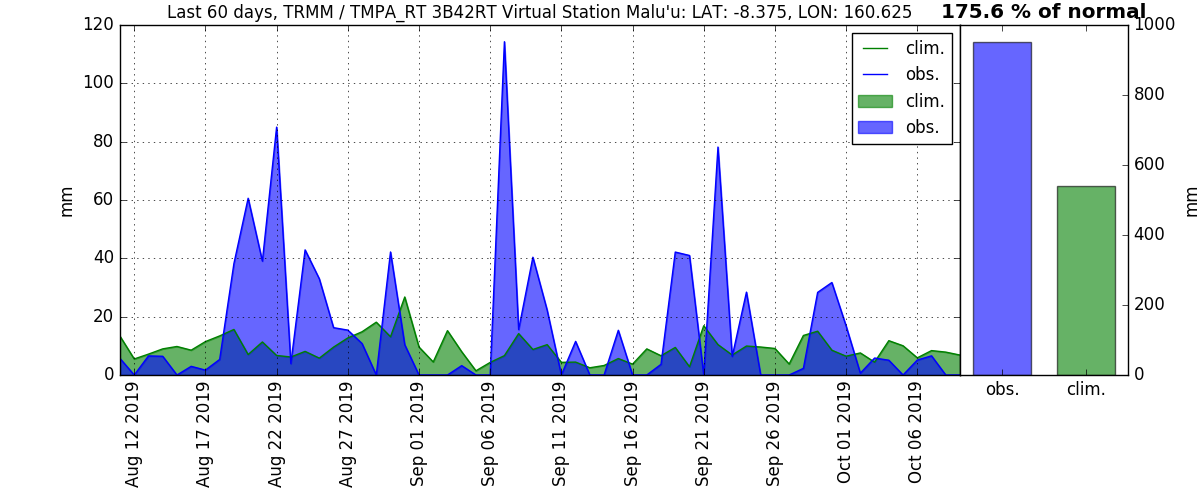 Last 60 days, TRMM / TMPA_RT 3B42RT Virtual Station Malu'u: LAT: -8.375, LON: 160.625
175.6 % of normal
120
100
80
60
40
20
0
mm
clim.
obs.
clim.
obs.
1000
800
600
400
200
0
mm
Aug 12 2019
Aug 17 2019
Aug 22 2019
Aug 27 2019
Sep 01 2019
Sep 06 2019
Sep 11 2019
Sep 16 2019
Sep 21 2019
Sep 26 2019
Oct 01 2019
Oct 06 2019
obs.
clim.